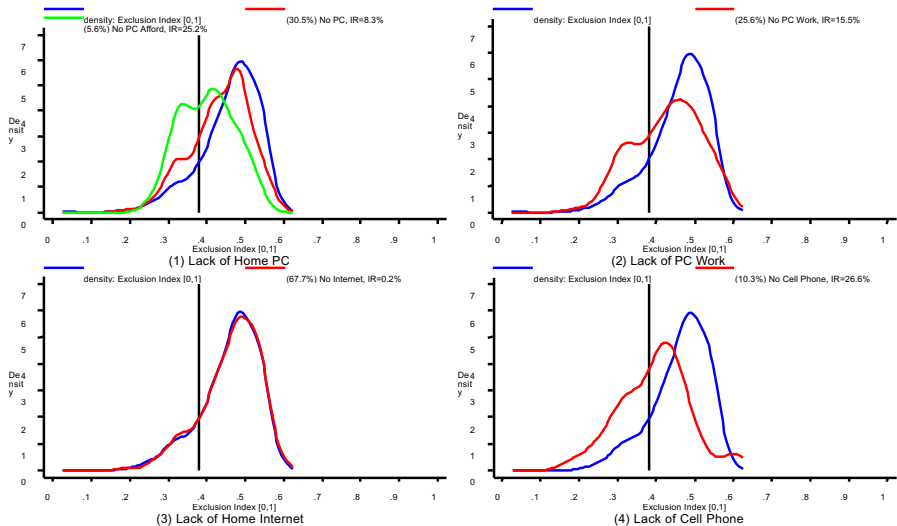 density: Exclusion Index [0,1]
(30.5%) No PC, IR=8.3%
(5.6%) No PC Afford, IR=25.2%
7
6
5
De4
nsit
y
3
2
1
0
0 .1 .2 .3 .4 .5 .6 .7 .8 .9 1
Exclusion Index [0,1]
(1) Lack of Home PC
density: Exclusion Index [0,1]
(25.6%) No PC Work, IR=15.5%
7
6
5
De4
nsit
y
3
2
1
0
0 .1 .2 .3 .4 .5 .6 .7 .8 .9 1
Exclusion Index [0,1]
(2) Lack of PC Work
density: Exclusion Index [0,1]
(67.7%) No Internet, IR=0.2%
7
6
5
De4
nsit
y
3
2
1
0
0 .1 .2 .3 .4 .5 .6 .7 .8 .9 1
Exclusion Index [0,1]
(3) Lack of Home Internet
density: Exclusion Index [0,1]
(10.3%) No Cell Phone, IR=26.6%
7
6
5
De4
nsit
y
3
2
1
0
0 .1 .2 .3 .4 .5 .6 .7 .8 .9 1
Exclusion Index [0,1]
(4) Lack of Cell Phone